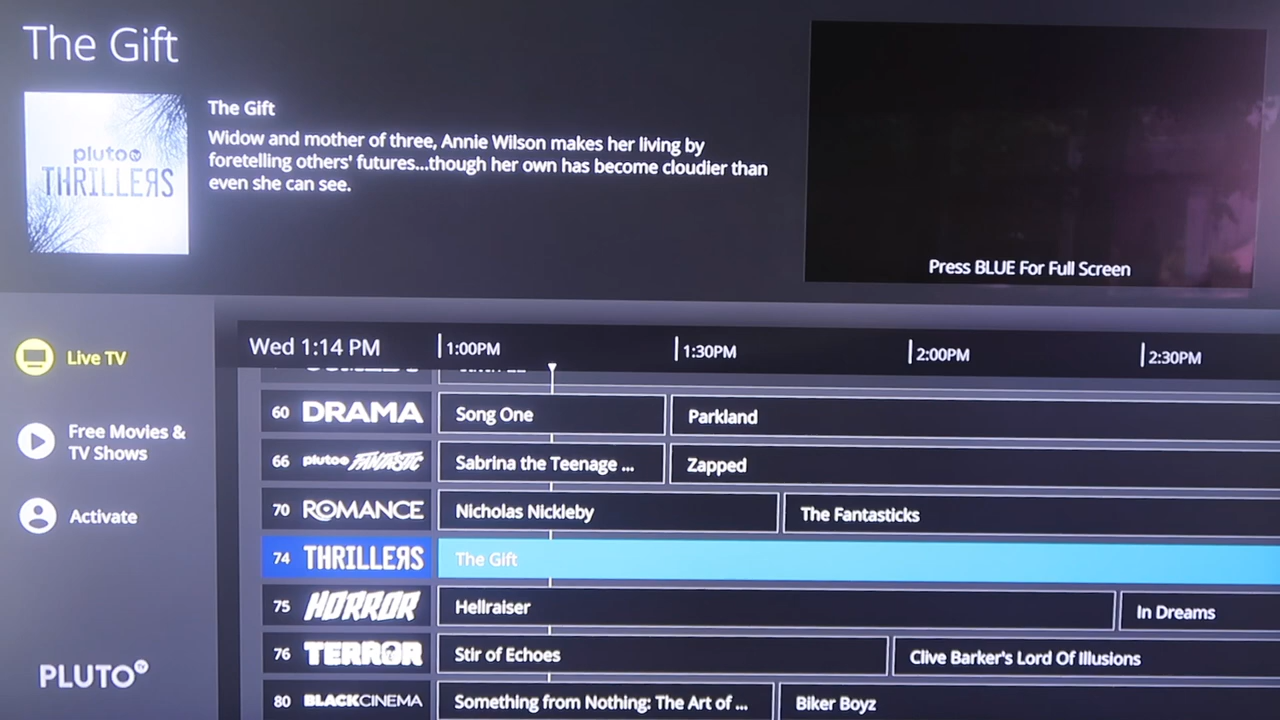 The Gift
pluto tv
THRILLERS
The Gift
Widow and mother of three, Annie Wilson makes her living by
foretelling others' futures...though her own has become cloudier than
even she can see.
Press BLUE For Full Screen
Live TV
Free Movies &
TV Shows
Activate
PLUTO tv
Wed 1:14 PM
1:00PM
1:30PM
2:00PM
2:30PM
60 DRAMA Song One Parkland
66 pluto tv FANTASTIC Sabrina the Teenage ... Zapped
70 ROMANCE Nicholas Nickleby The Fantasticks
74 THRILLERS The Gift
75 HORROR Hellraiser In Dreams
76 TERROR Stir of Echoes Clive Barker's Lord Of Illusions
80 BLACKCINEMA Something from Nothing: The Art of ... Biker Boyz